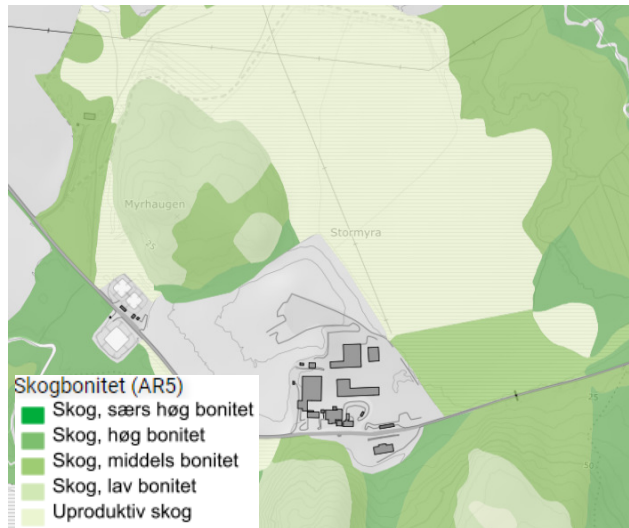 Myrhaugen
Stormyra
Skogbonitet (AR5)
Skog, særs høg bonitet
Skog, høg bonitet
Skog, middels bonitet
Skog, lav bonitet
Uproduktiv skog